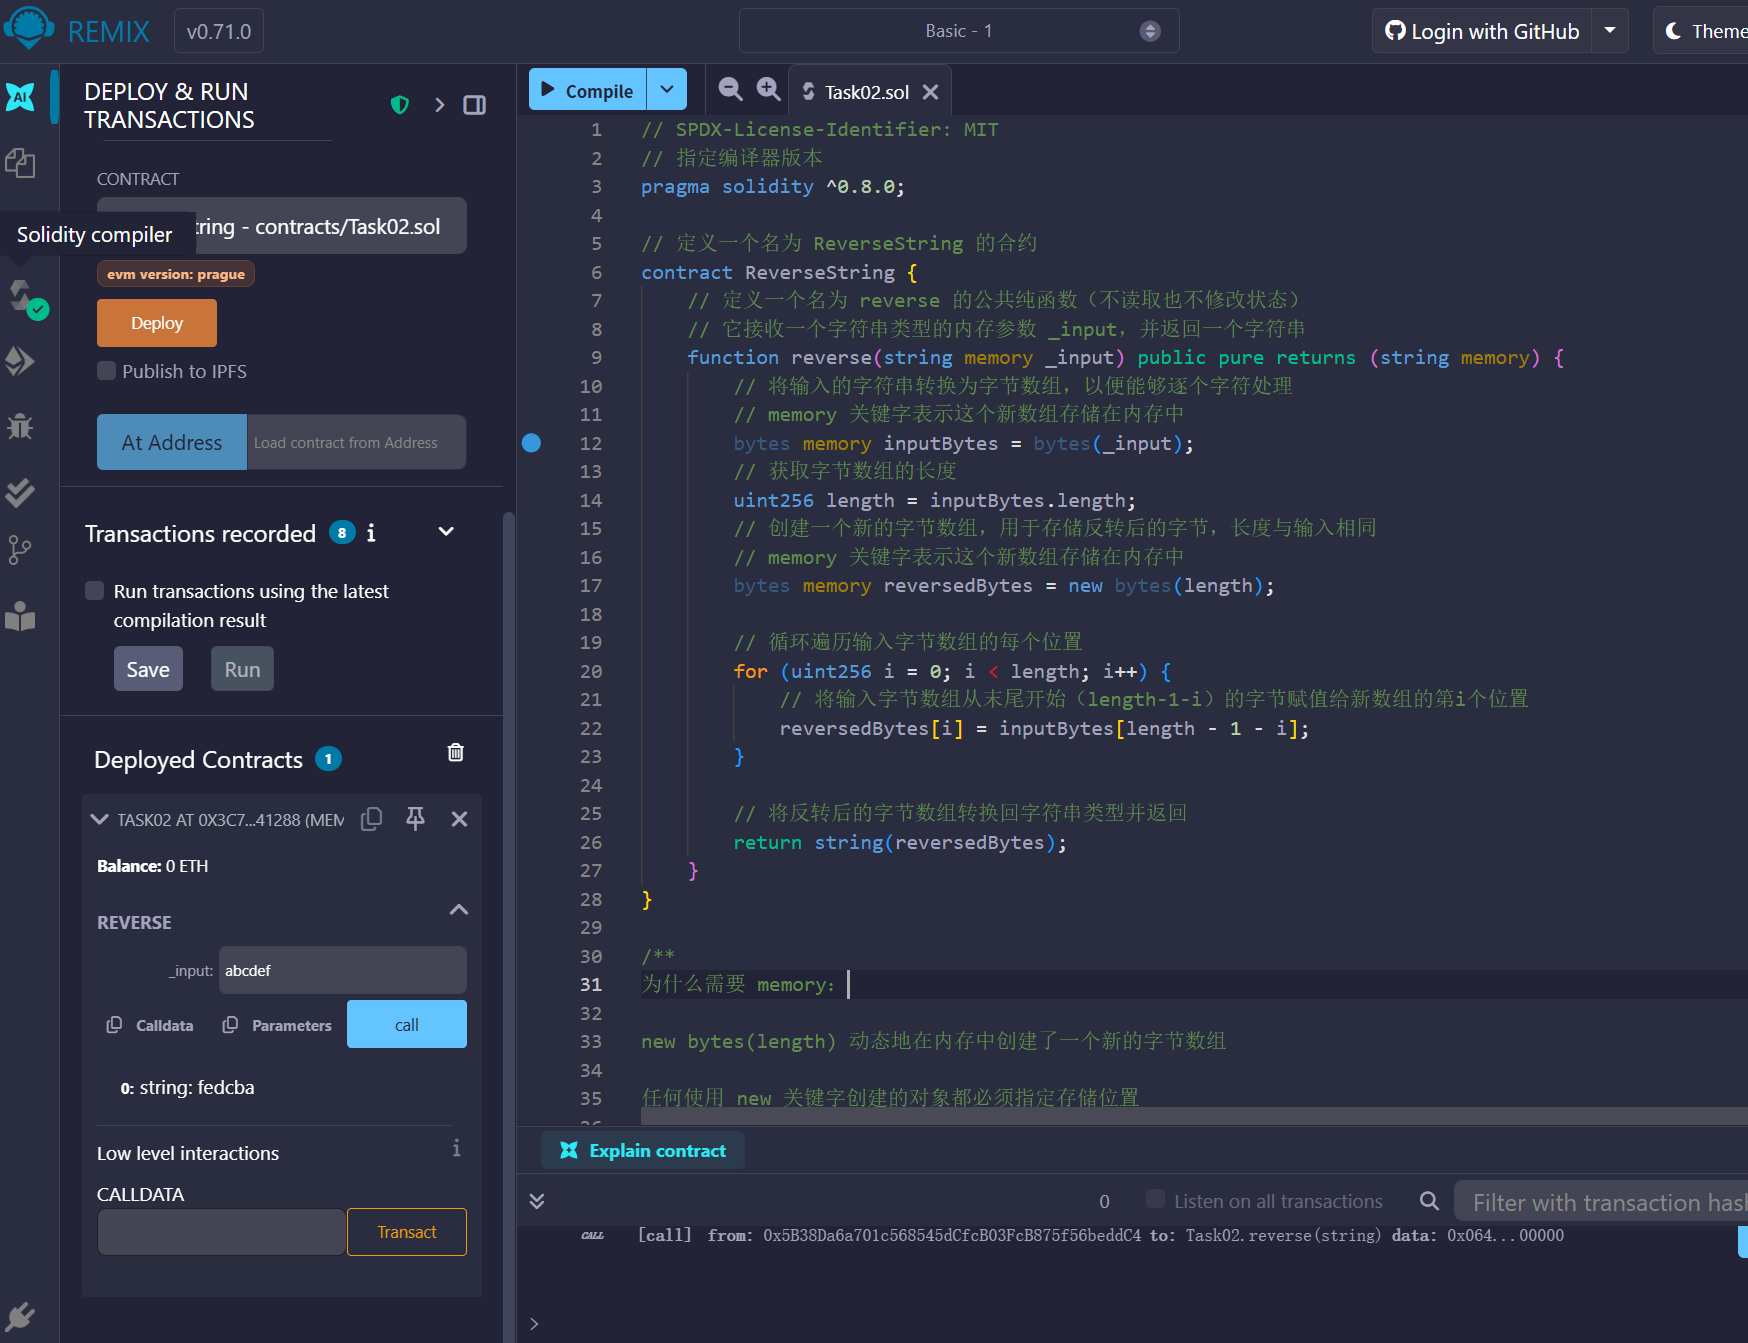 REMIX
v0.71.0
Basic - 1
Login with GitHub
Theme
DEPLOY & RUN
TRANSACTIONS
CONTRACT
tring - contracts/Task02.sol
Solidity compiler
evm version: prague
Deploy
Publish to IPFS
At Address
Load contract from Address
Transactions recorded 8 i
Run transactions using the latest
compilation result
Save
Run
Deployed Contracts 1
TASK02 AT 0X3C7...41288 (MEM
Balance: 0 ETH
REVERSE
_input: abcdef
Calldata
Parameters
call
0: string: fedcba
Low level interactions
i
CALLDATA
Transact
Compile
Task02.sol
1 // SPDX-License-Identifier: MIT
2 // 指定编译器版本
3 pragma solidity ^0.8.0;
4
5 // 定义一个名为 ReverseString 的合约
6 contract ReverseString {
7 // 定义一个名为 reverse 的公共纯函数（不读取也不修改状态）
8 // 它接收一个字符串类型的内存参数 _input，并返回一个字符串
9 function reverse(string memory _input) public pure returns (string memory) {
10 // 将输入的字符串转换为字节数组，以便能够逐个字符处理
11 // memory 关键字表示这个新数组存储在内存中
12 bytes memory inputBytes = bytes(_input);
13 // 获取字节数组的长度
14 uint256 length = inputBytes.length;
15 // 创建一个新的字节数组，用于存储反转后的字节，长度与输入相同
16 // memory 关键字表示这个新数组存储在内存中
17 bytes memory reversedBytes = new bytes(length);
18
19 // 循环遍历输入字节数组的每个位置
20 for (uint256 i = 0; i < length; i++) {
21 // 将输入字节数组从末尾开始（length-1-i）的字节赋值给新数组的第i个位置
22 reversedBytes[i] = inputBytes[length - 1 - i];
23 }
24
25 // 将反转后的字节数组转换回字符串类型并返回
26 return string(reversedBytes);
27 }
28 }
29
30 /**
31 为什么需要 memory：
32
33 new bytes(length) 动态地在内存中创建了一个新的字节数组
34
35 任何使用 new 关键字创建的对象都必须指定存储位置
Explain contract
0
Listen on all transactions
Filter with transaction hash
CALL [call] from: 0x5B38Da6a701c568545dCfcB03FcB875f56beddC4 to: Task02.reverse(string) data: 0x064...00000
>